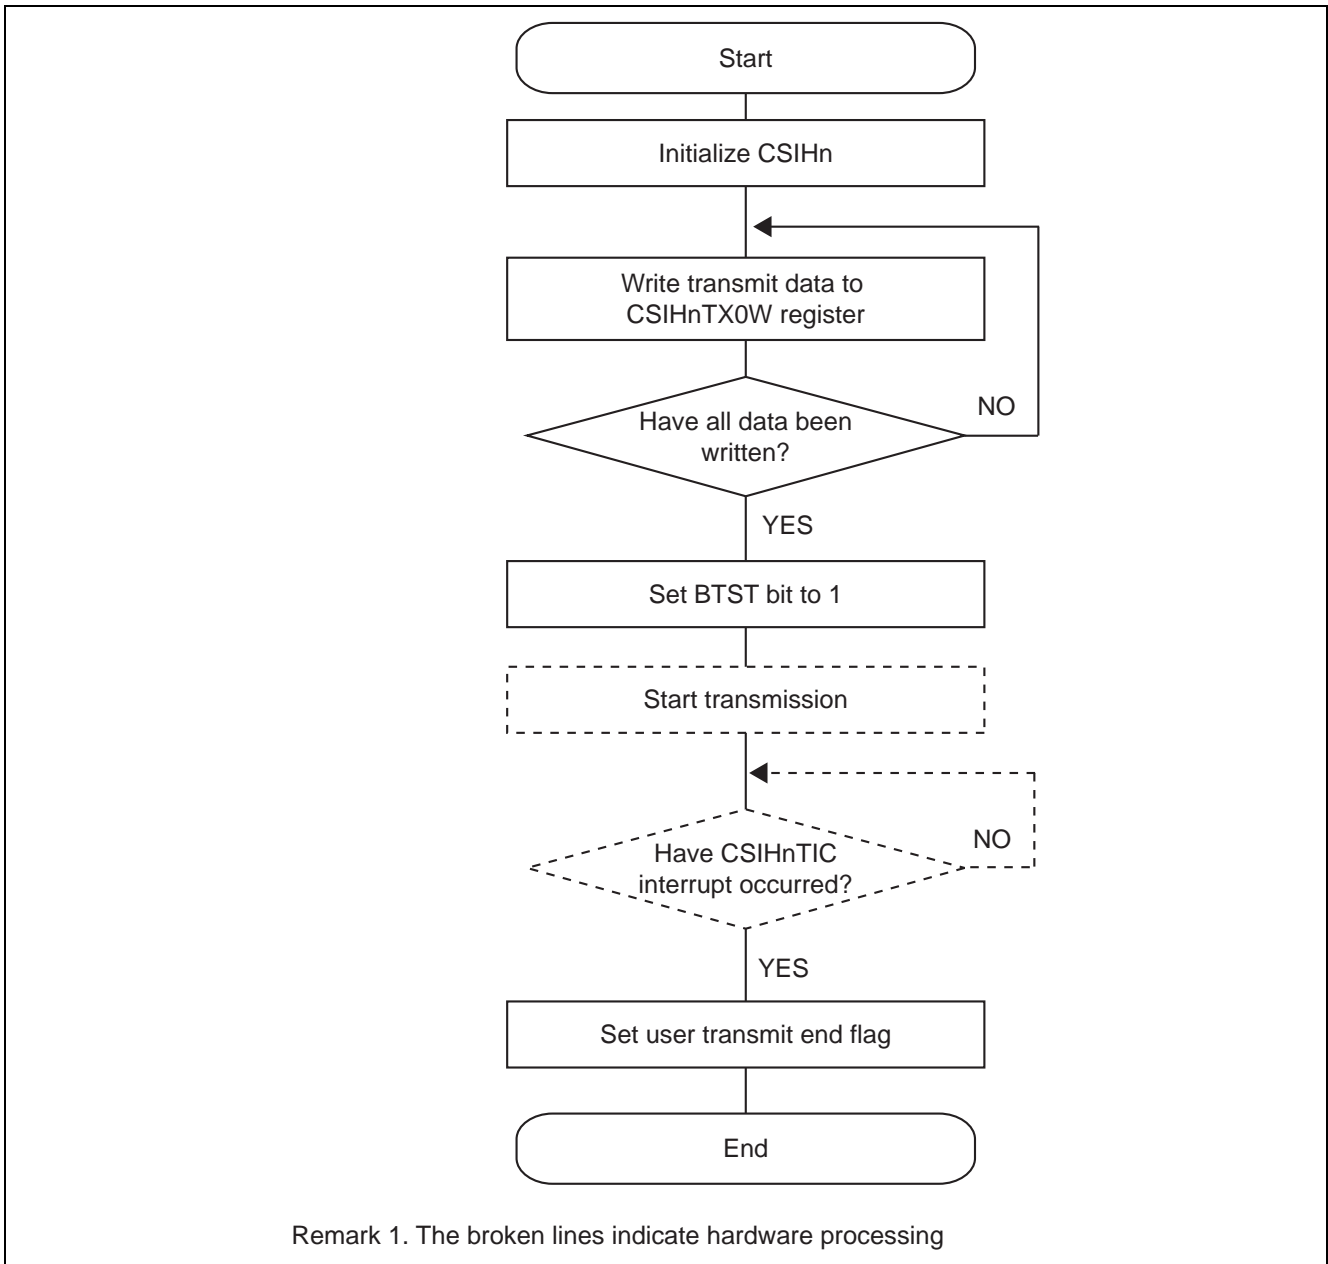 Start
Initialize CSIHn
Write transmit data to
CSIHnTX0W register
Have all data been
written?
NO
YES
Set BTST bit to 1
Start transmission
Have CSIHnTIC
interrupt occurred?
NO
YES
Set user transmit end flag
End
Remark 1. The broken lines indicate hardware processing